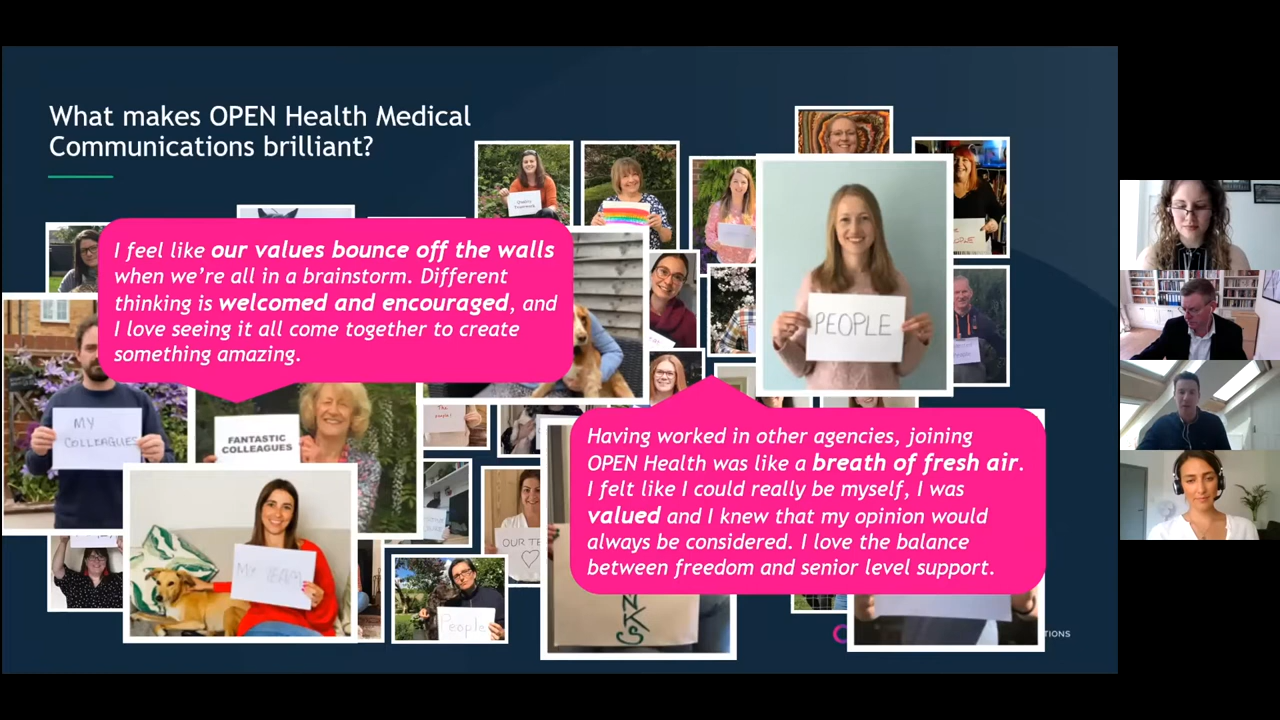 What makes OPEN Health Medical
Communications brilliant?
I feel like our values bounce off the walls
when we’re all in a brainstorm. Different
thinking is welcomed and encouraged, and
I love seeing it all come together to create
something amazing.
PEOPLE
MY
COLLEAGUES
FANTASTIC
COLLEAGUES
The
people!
Having worked in other agencies, joining
OPEN Health was like a breath of fresh air.
I felt like I could really be myself, I was
valued and I knew that my opinion would
always be considered. I love the balance
between freedom and senior level support.
MY TEAM
OUR TE
People